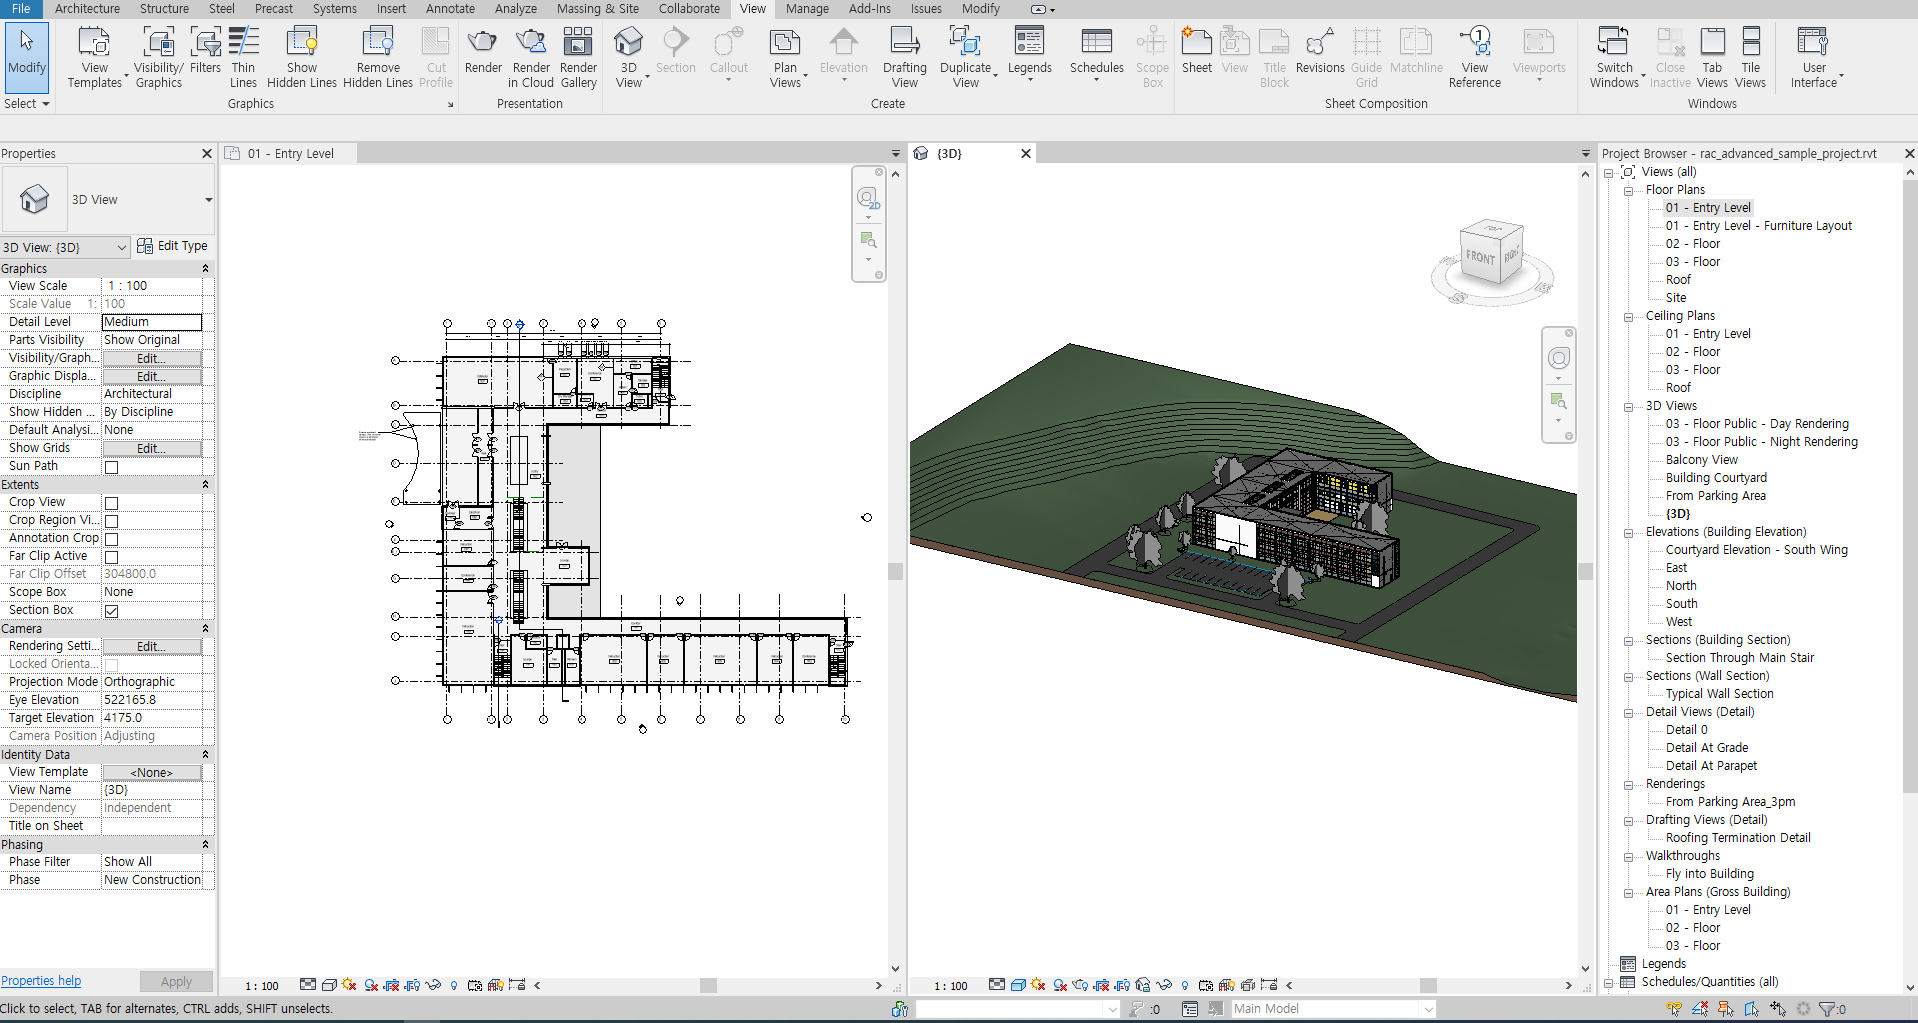 File Architecture Structure Steel Precast Systems Insert Annotate Analyze Massing & Site Collaborate View Manage Add-Ins Issues Modify
Modify
View Templates
Visibility/ Graphics
Filters
Thin Lines
Show Hidden Lines
Remove Hidden Lines
Cut Profile
Render
Render in Cloud
Render Gallery
3D View
Section
Callout
Plan Views
Elevation
Drafting View
Duplicate View
Legends
Schedules
Scope Box
Sheet
View
Title Block
Revisions
Guide Grid
Matchline
View Reference
Viewports
Switch Windows
Close Inactive
Tab Views
Tile Views
User Interface
Select Graphics Presentation Create Sheet Composition Windows
Properties
3D View
3D View: {3D} Edit Type
Graphics
View Scale 1 : 100
Scale Value 1: 100
Detail Level Medium
Parts Visibility Show Original
Visibility/Graph... Edit...
Graphic Displa... Edit...
Discipline Architectural
Show Hidden ... By Discipline
Default Analysi... None
Show Grids Edit...
Sun Path
Extents
Crop View
Crop Region Vi...
Annotation Crop
Far Clip Active
Far Clip Offset 304800.0
Scope Box None
Section Box
Camera
Rendering Setti... Edit...
Locked Orienta...
Projection Mode Orthographic
Eye Elevation 522165.8
Target Elevation 4175.0
Camera Position Adjusting
Identity Data
View Template <None>
View Name {3D}
Dependency Independent
Title on Sheet
Phasing
Phase Filter Show All
Phase New Construction
Properties help Apply
01 - Entry Level
2D
1 : 100
{3D}
TOP
FRONT
RIGHT
1 : 100
Project Browser - rac_advanced_sample_project.rvt
Views (all)
Floor Plans
01 - Entry Level
01 - Entry Level - Furniture Layout
02 - Floor
03 - Floor
Roof
Site
Ceiling Plans
01 - Entry Level
02 - Floor
03 - Floor
Roof
3D Views
03 - Floor Public - Day Rendering
03 - Floor Public - Night Rendering
Balcony View
Building Courtyard
From Parking Area
{3D}
Elevations (Building Elevation)
Courtyard Elevation - South Wing
East
North
South
West
Sections (Building Section)
Section Through Main Stair
Sections (Wall Section)
Typical Wall Section
Detail Views (Detail)
Detail 0
Detail At Grade
Detail At Parapet
Renderings
From Parking Area_3pm
Drafting Views (Detail)
Roofing Termination Detail
Walkthroughs
Fly into Building
Area Plans (Gross Building)
01 - Entry Level
02 - Floor
03 - Floor
Legends
Schedules/Quantities (all)
Click to select, TAB for alternates, CTRL adds, SHIFT unselects.
:0
Main Model
:0